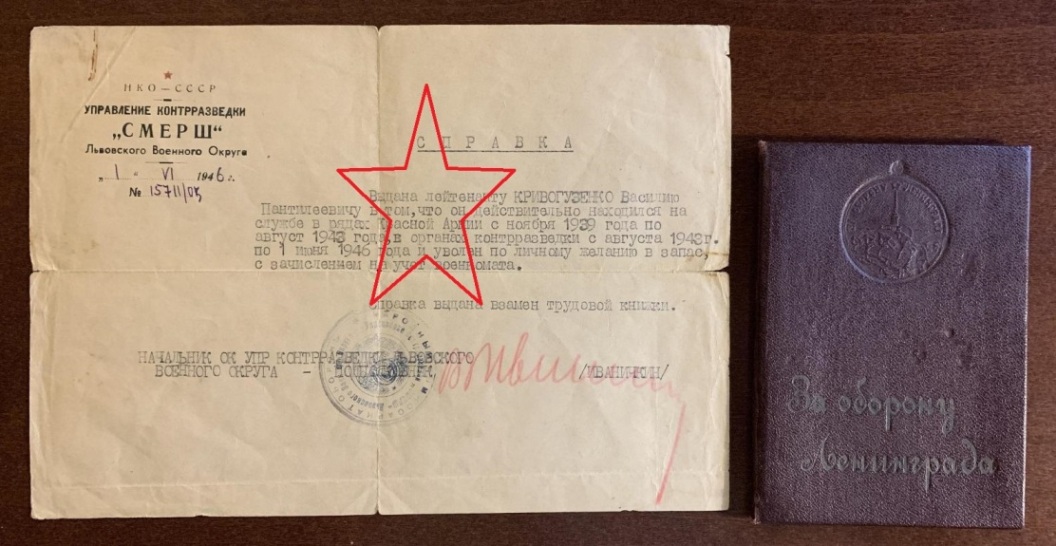 НКО — СССР
УПРАВЛЕНИЕ КОНТРРАЗВЕДКИ
„СМЕРШ“
Львовского Военного Округа
„ 1 " VI 1946 г.
№ 15711/оц
СПРАВКА
Выдана лейтенанту КРИВОГУЗЕНКО Василию
Пантилеевичу в том, что он действительно находился на
службе в рядах Красной Армии с ноября 1939 года по
август 1943 года, в органах контрразведки с августа 1943г.
по 1 июня 1946 года и уволен по личному желанию в запас,
с зачислением на учет военкомата.
Справка выдана взамен трудовой книжки.
НАЧАЛЬНИК ОК УПР КОНТРРАЗВЕДКИ ЛЬВОВСКОГО
ВОЕННОГО ОКРУГА - ПОДПОЛКОВНИК, /ИВАНИЧКИН/
За оборону
Ленинграда